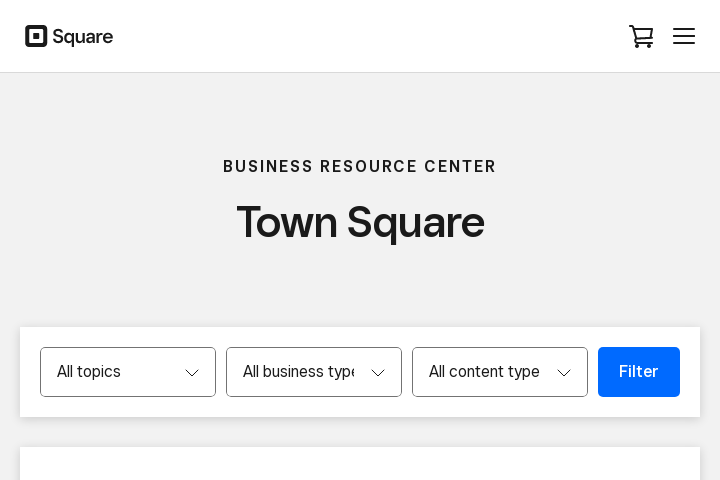 Square
BUSINESS RESOURCE CENTER
Town Square
All topics
All business type
All content type
Filter